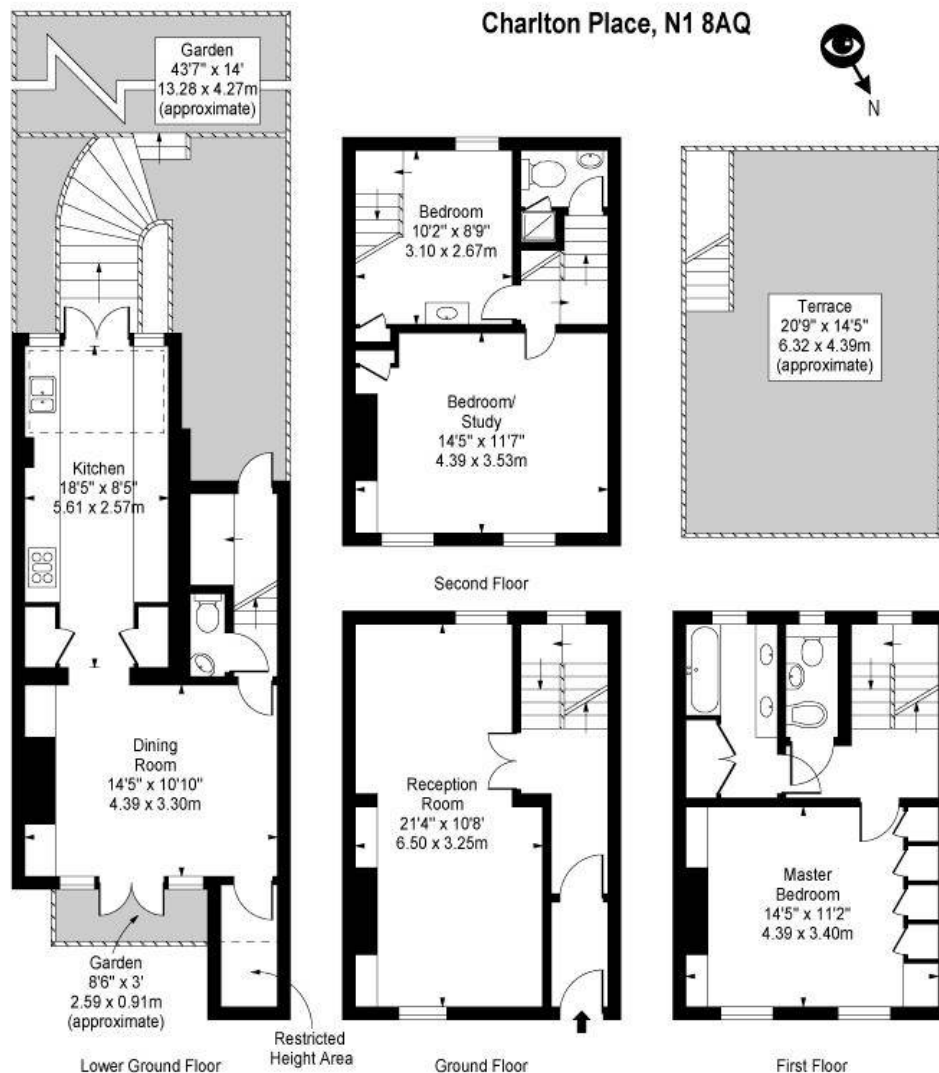 Charlton Place, N1 8AQ
N
Garden
43'7" x 14'
13.28 x 4.27m
(approximate)
Bedroom
10'2" x 8'9"
3.10 x 2.67m
Terrace
20'9" x 14'5"
6.32 x 4.39m
(approximate)
Bedroom/
Study
14'5" x 11'7"
4.39 x 3.53m
Kitchen
18'5" x 8'5"
5.61 x 2.57m
Second Floor
Dining
Room
14'5" x 10'10"
4.39 x 3.30m
Reception
Room
21'4" x 10'8'
6.50 x 3.25m
Master
Bedroom
14'5" x 11'2"
4.39 x 3.40m
Garden
8'6" x 3'
2.59 x 0.91m
(approximate)
Restricted
Height Area
Lower Ground Floor
Ground Floor
First Floor